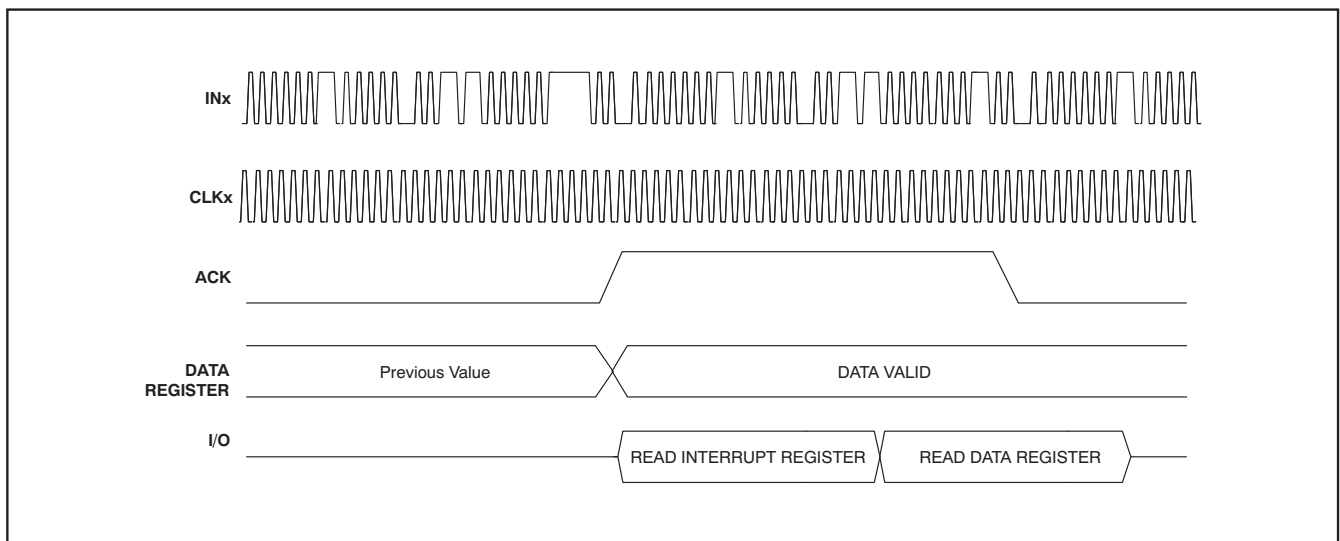 INx
CLKx
ACK
DATA
REGISTER
Previous Value
DATA VALID
I/O
READ INTERRUPT REGISTER
READ DATA REGISTER